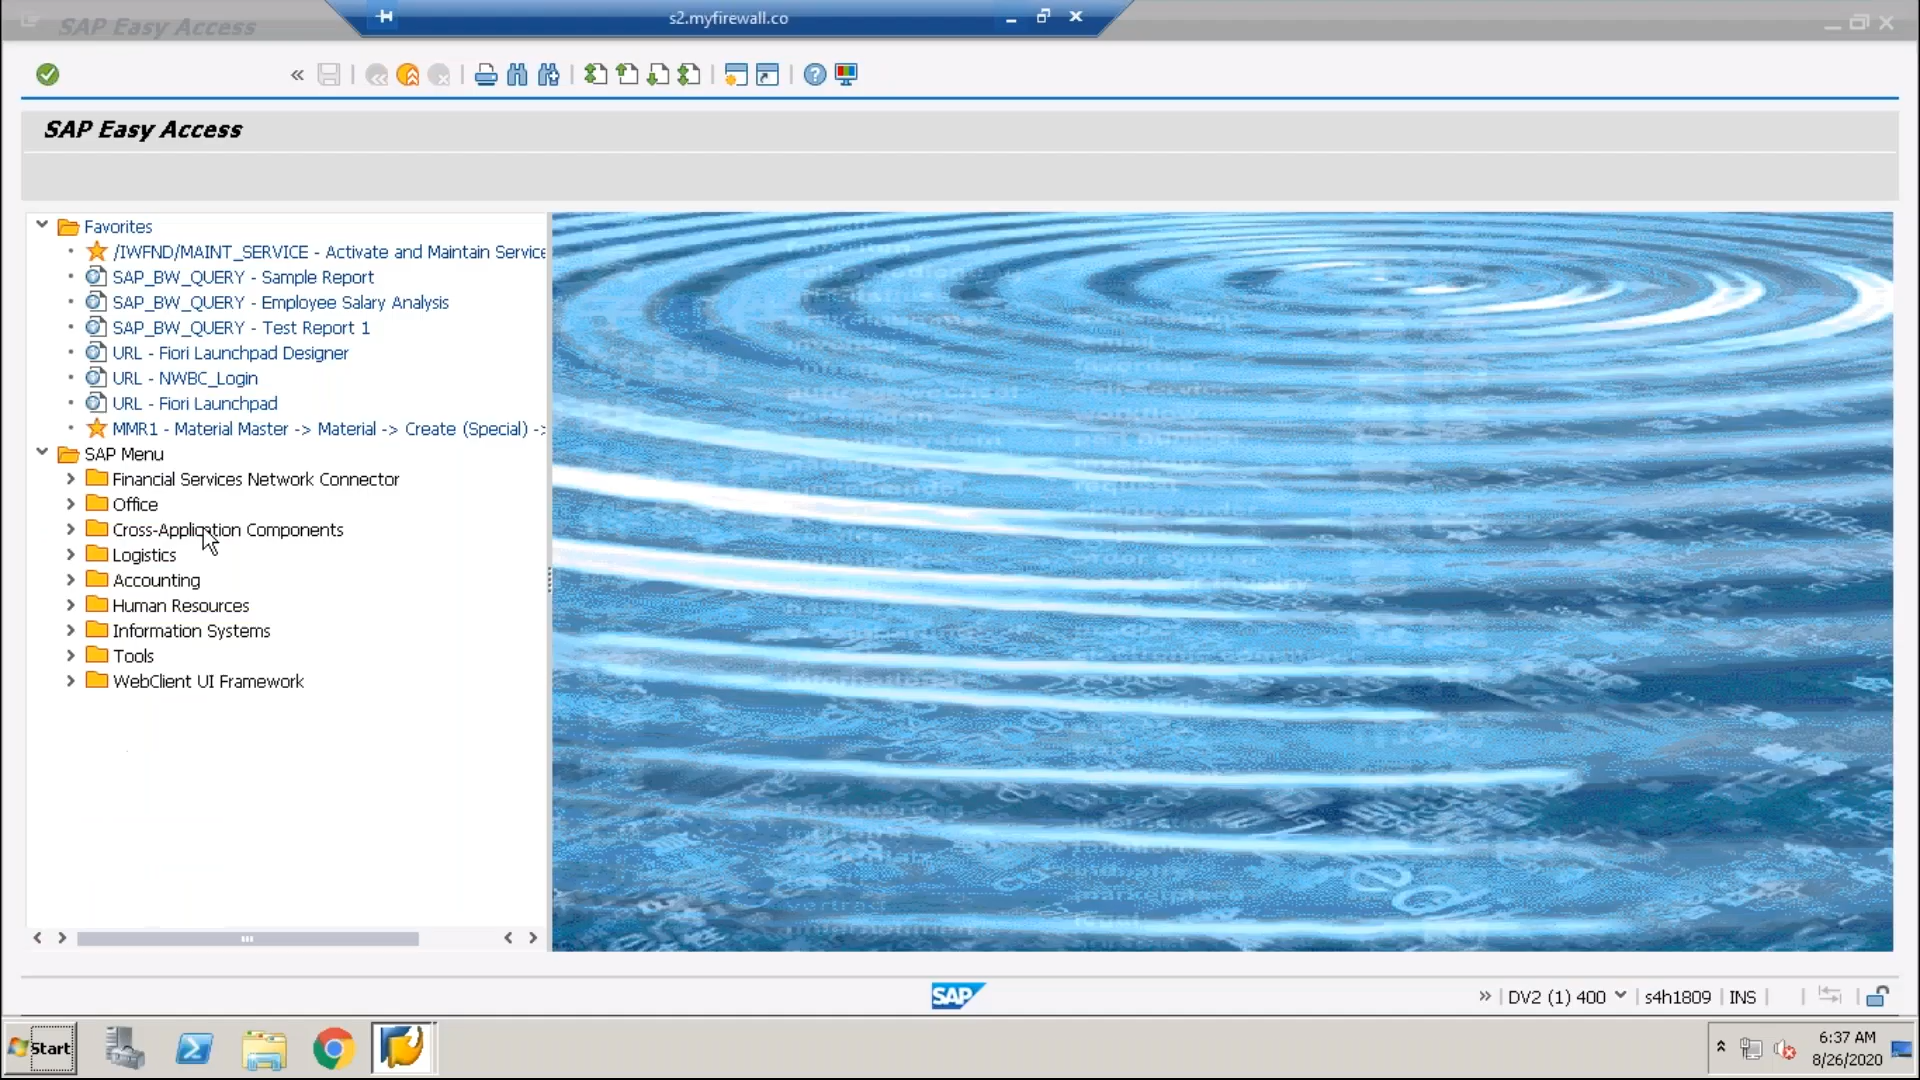 SAP Easy Access
s2.myfirewall.co
SAP Easy Access
Favorites
/IWFND/MAINT_SERVICE - Activate and Maintain Service
SAP_BW_QUERY - Sample Report
SAP_BW_QUERY - Employee Salary Analysis
SAP_BW_QUERY - Test Report 1
URL - Fiori Launchpad Designer
URL - NWBC_Login
URL - Fiori Launchpad
MMR1 - Material Master -> Material -> Create (Special) ->
SAP Menu
Financial Services Network Connector
Office
Cross-Application Components
Logistics
Accounting
Human Resources
Information Systems
Tools
WebClient UI Framework
SAP
DV2 (1) 400
s4h1809
INS
Start
6:37 AM
8/26/2020